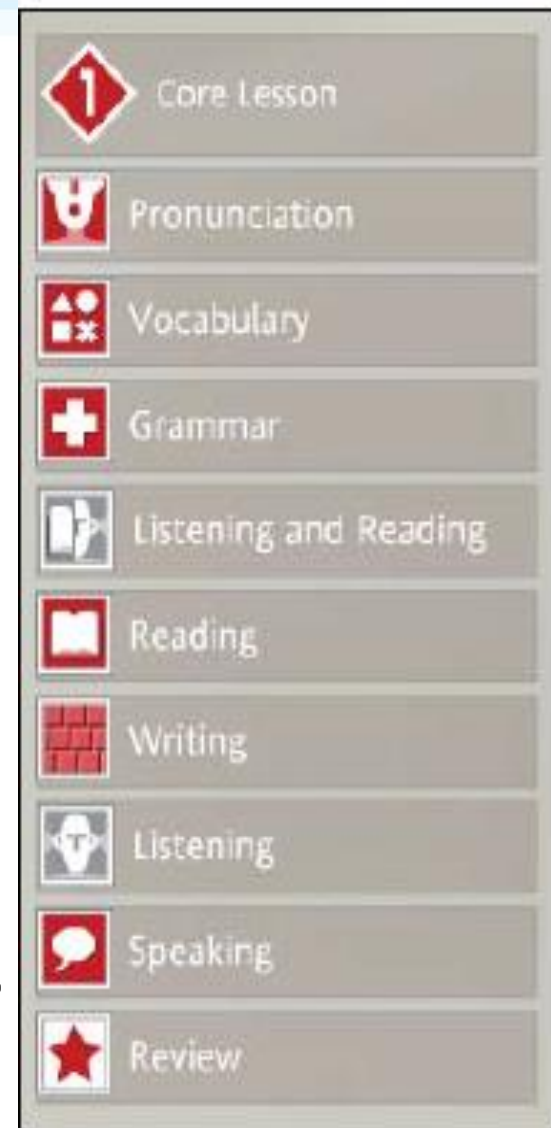 1 Core Lesson
Pronunciation
Vocabulary
Grammar
Listening and Reading
Reading
Writing
Listening
Speaking
Review